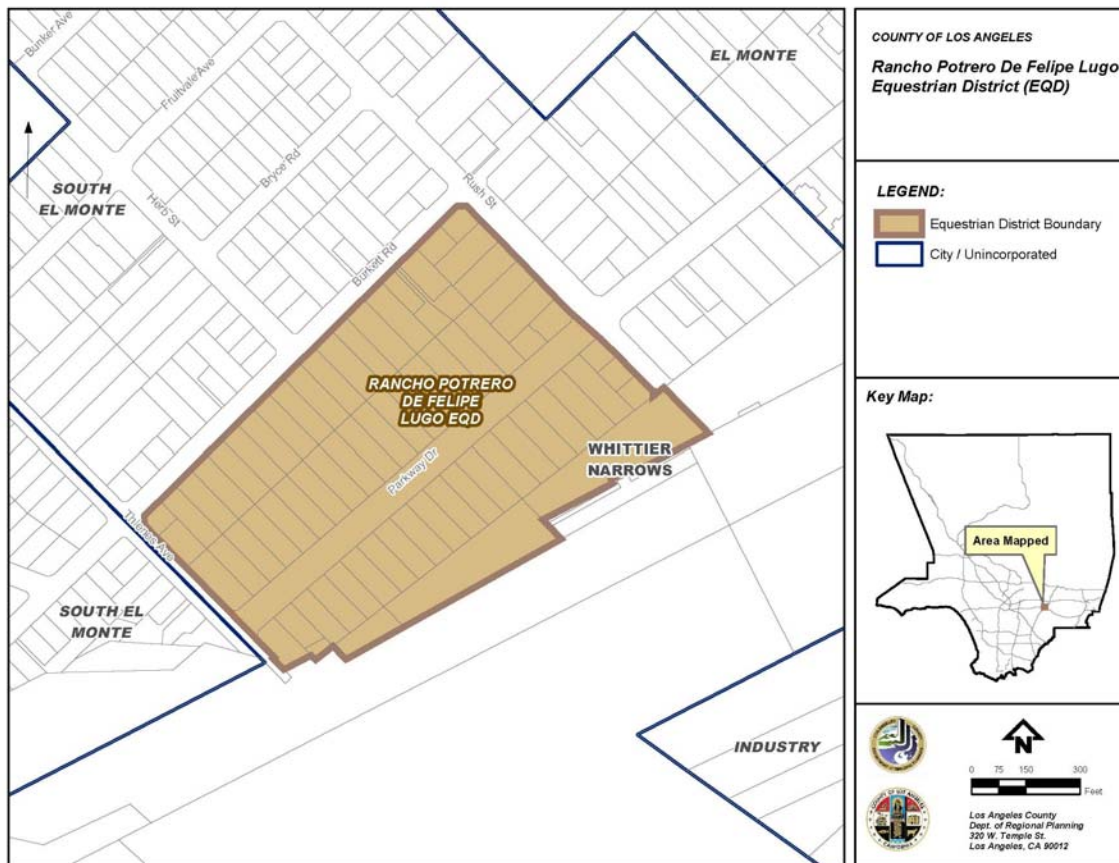 Bunker Ave
Fruitvale Ave
EL MONTE
SOUTH
EL MONTE
Herb St
Bryce Rd
Rush St
Burkett Rd
RANCHO POTRERO
DE FELIPE
LUGO EQD
Parkway Dr
WHITTIER
NARROWS
Thienes Ave
SOUTH EL
MONTE
INDUSTRY
COUNTY OF LOS ANGELES
Rancho Potrero De Felipe Lugo
Equestrian District (EQD)
LEGEND:
Equestrian District Boundary
City / Unincorporated
Key Map:
Area Mapped
N
0 75 150 300
Feet
Los Angeles County
Dept. of Regional Planning
320 W. Temple St.
Los Angeles, CA 90012